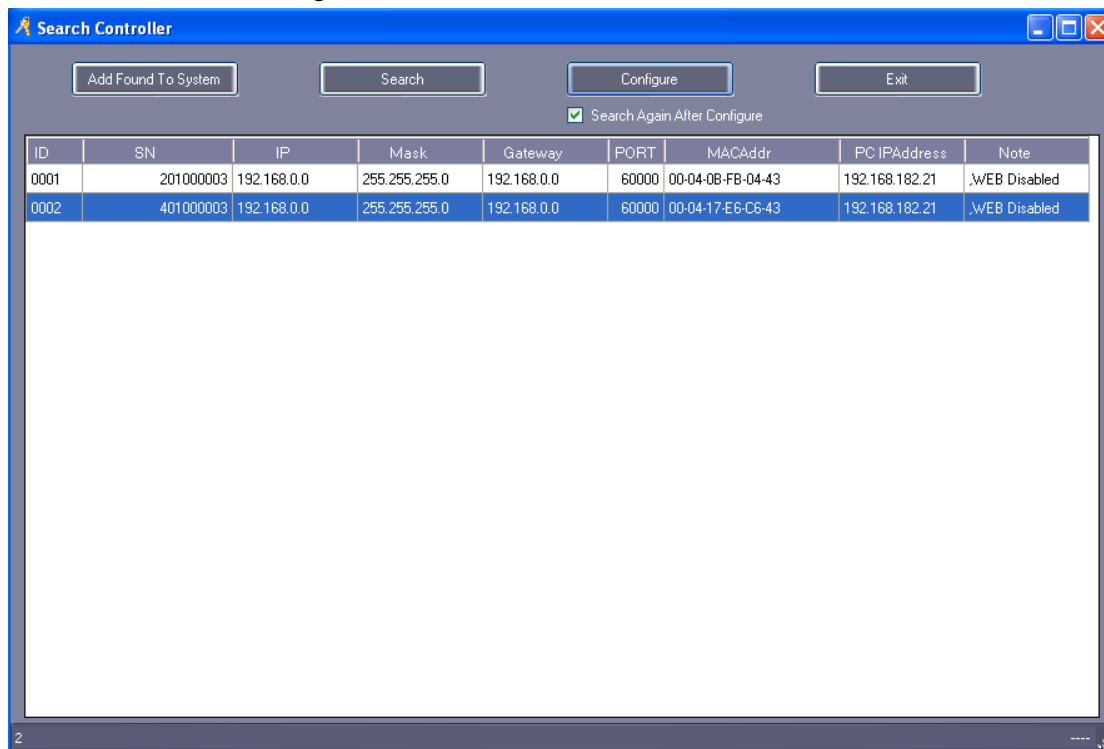 Search Controller
Add Found To System Search Configure Exit
Search Again After Configure
ID SN IP Mask Gateway PORT MACAddr PC IPAddress Note
0001 201000003 192.168.0.0 255.255.255.0 192.168.0.0 60000 00-04-0B-FB-04-43 192.168.182.21 ,WEB Disabled
0002 401000003 192.168.0.0 255.255.255.0 192.168.0.0 60000 00-04-17-E6-C6-43 192.168.182.21 ,WEB Disabled
2 ----